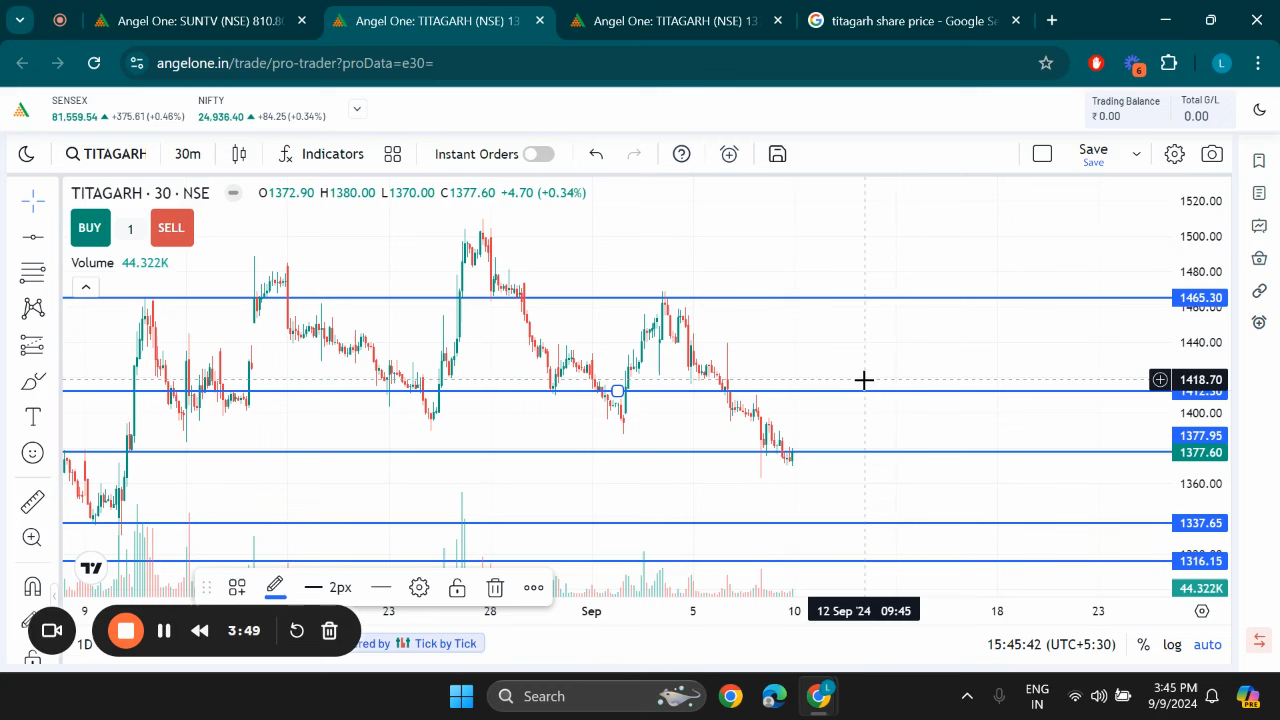 Angel One: SUNTV (NSE) 810.8
Angel One: TITAGARH (NSE) 13
Angel One: TITAGARH (NSE) 13
titagarh share price - Google Se
angelone.in/trade/pro-trader?proData=e30=
6
L
SENSEX
81,559.54 +375.61 (+0.46%)
NIFTY
24,936.40 +84.25 (+0.34%)
Trading Balance
₹ 0.00
Total G/L
0.00
TITAGARH
30m
Indicators
Instant Orders
Save
Save
TITAGARH · 30 · NSE
O1372.90 H1380.00 L1370.00 C1377.60 +4.70 (+0.34%)
BUY
1
SELL
Volume 44.322K
1520.00
1500.00
1480.00
1465.30
1460.00
1440.00
1418.70
1412.30
1400.00
1377.95
1377.60
1360.00
1337.65
1316.15
44.322K
2px
9
23
28
Sep
5
10
12 Sep '24 09:45
18
23
3:49
1D
ered by Tick by Tick
15:45:42 (UTC+5:30)
%
log
auto
Search
L
ENG
IN
3:45 PM
9/9/2024
PRE